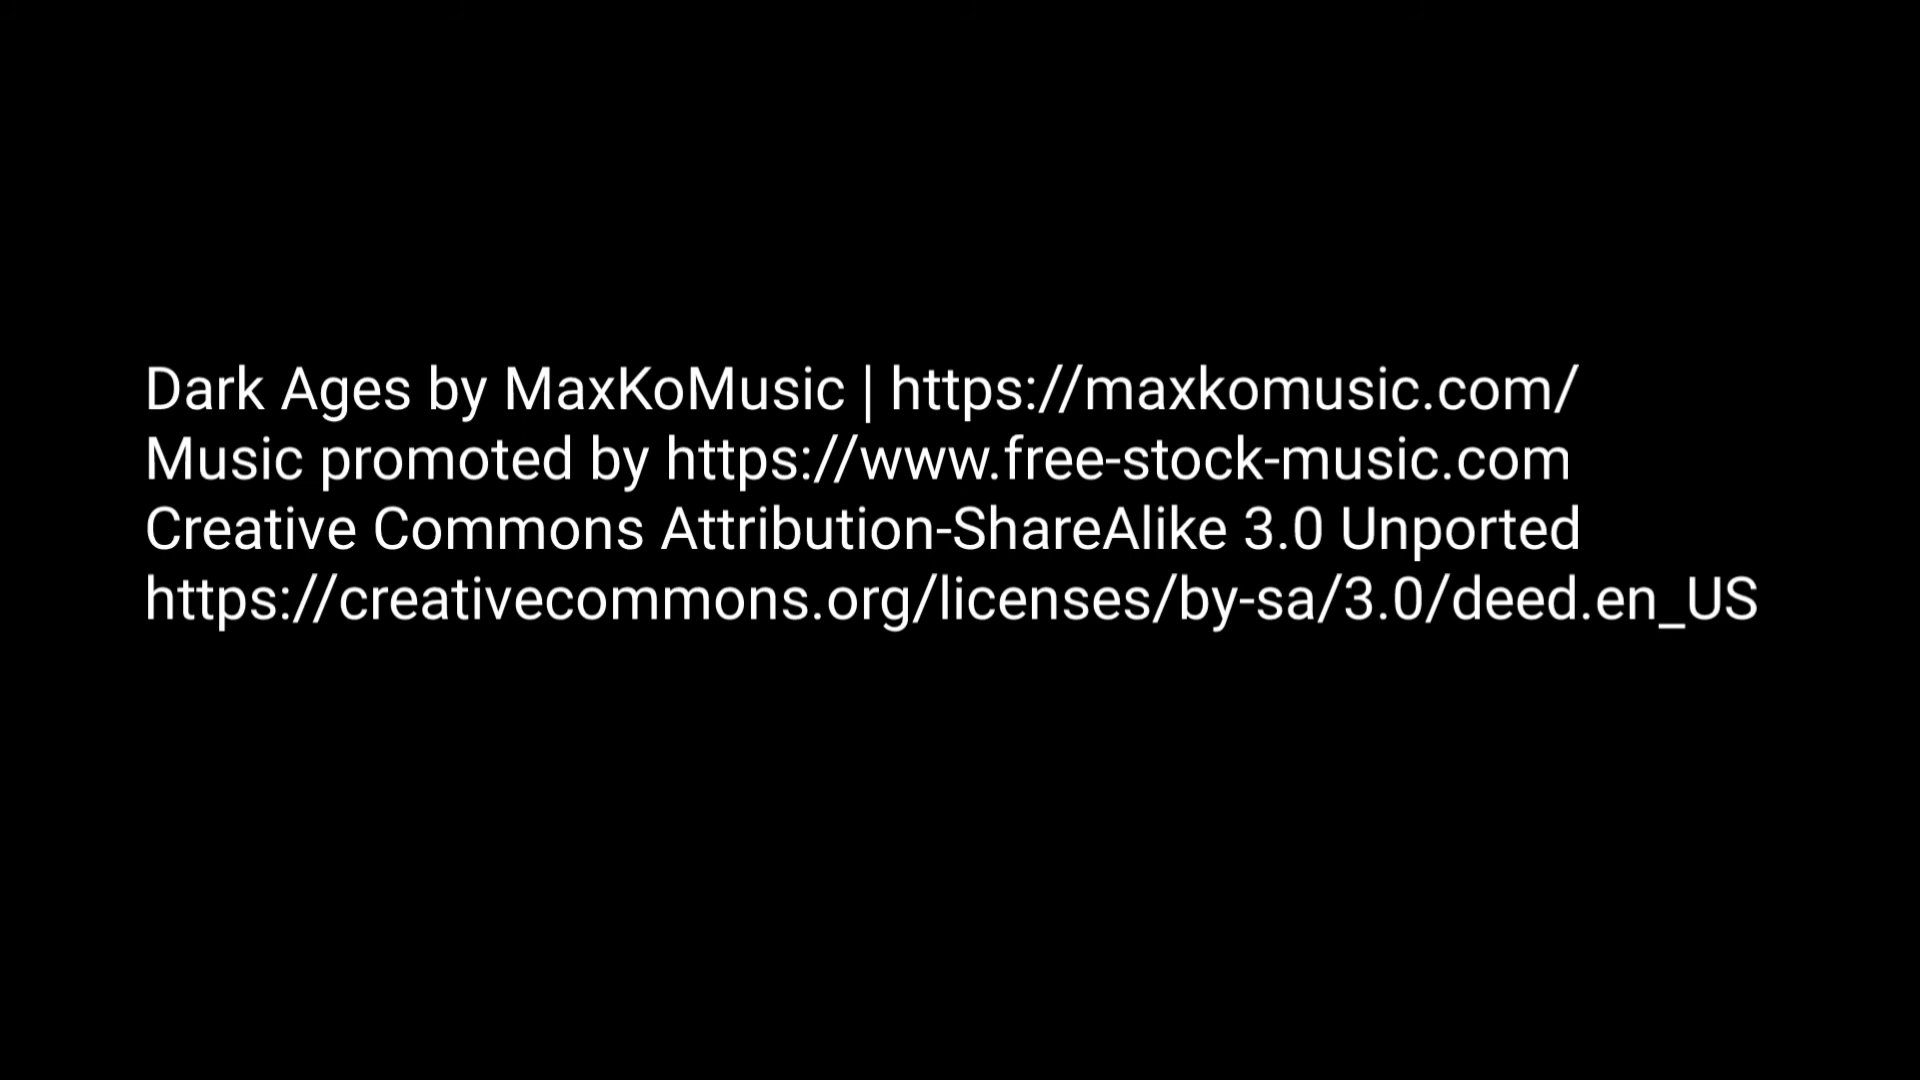 Dark Ages by MaxKoMusic | https://maxkomusic.com/
Music promoted by https://www.free-stock-music.com
Creative Commons Attribution-ShareAlike 3.0 Unported
https://creativecommons.org/licenses/by-sa/3.0/deed.en_US